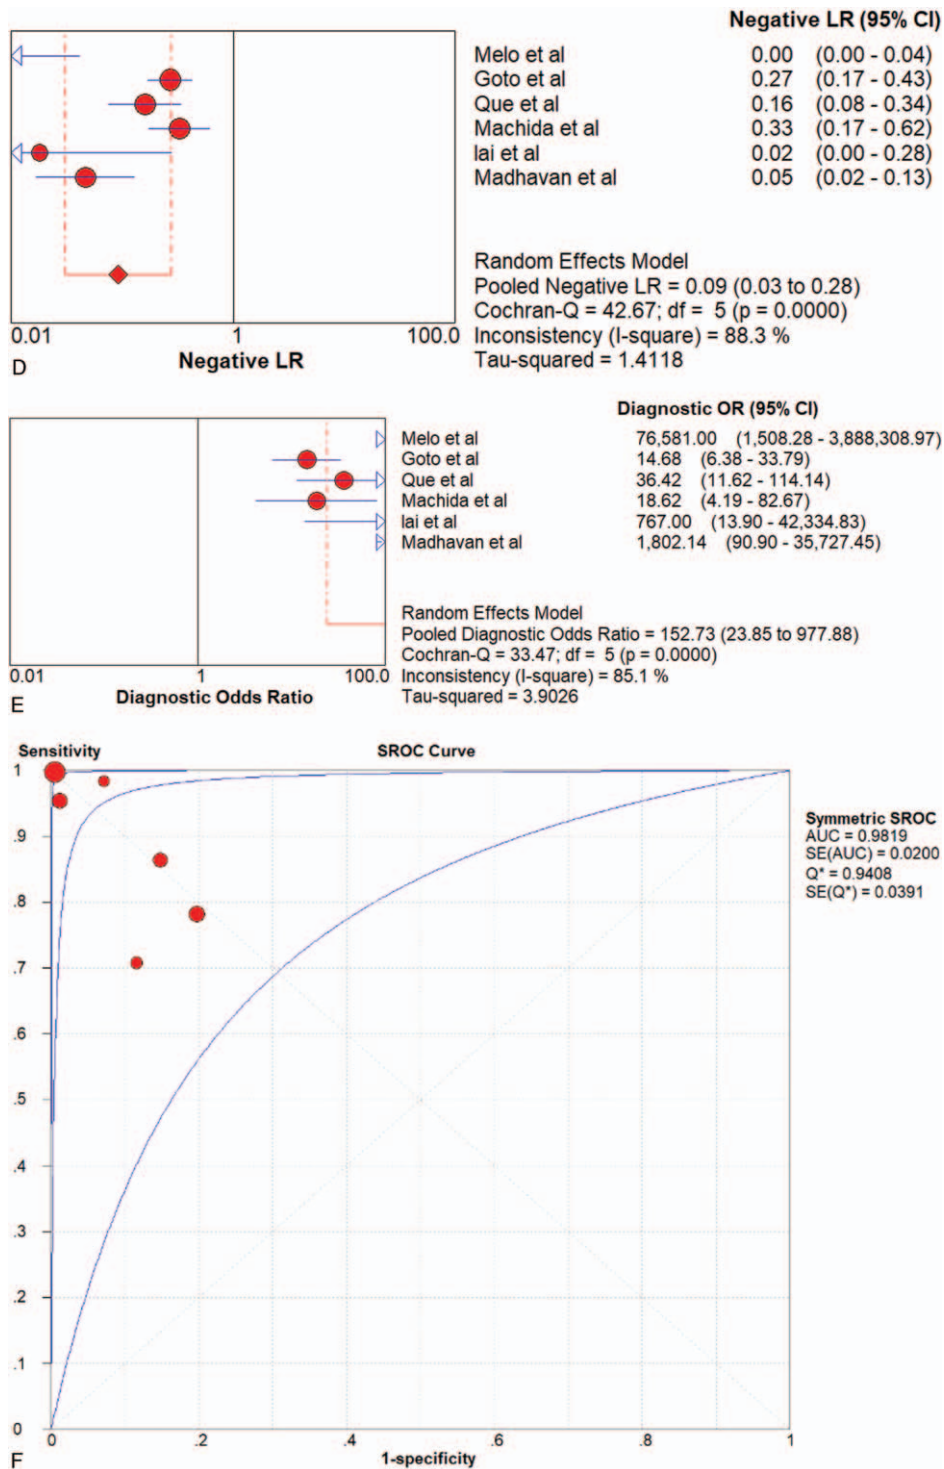 Negative LR (95% CI)
Melo et al 0.00 (0.00 - 0.04)
Goto et al 0.27 (0.17 - 0.43)
Que et al 0.16 (0.08 - 0.34)
Machida et al 0.33 (0.17 - 0.62)
Iai et al 0.02 (0.00 - 0.28)
Madhavan et al 0.05 (0.02 - 0.13)
Random Effects Model
Pooled Negative LR = 0.09 (0.03 to 0.28)
Cochran-Q = 42.67; df = 5 (p = 0.0000)
Inconsistency (I-square) = 88.3 %
Tau-squared = 1.4118
0.01 1 100.0
Negative LR
D
Diagnostic OR (95% CI)
Melo et al 76,581.00 (1,508.28 - 3,888,308.97)
Goto et al 14.68 (6.38 - 33.79)
Que et al 36.42 (11.62 - 114.14)
Machida et al 18.62 (4.19 - 82.67)
Iai et al 767.00 (13.90 - 42,334.83)
Madhavan et al 1,802.14 (90.90 - 35,727.45)
Random Effects Model
Pooled Diagnostic Odds Ratio = 152.73 (23.85 to 977.88)
Cochran-Q = 33.47; df = 5 (p = 0.0000)
Inconsistency (I-square) = 85.1 %
Tau-squared = 3.9026
0.01 1 100.0
Diagnostic Odds Ratio
E
Sensitivity SROC Curve
1
.9
.8
.7
.6
.5
.4
.3
.2
.1
0
Symmetric SROC
AUC = 0.9819
SE(AUC) = 0.0200
Q* = 0.9408
SE(Q*) = 0.0391
0 .2 .4 .6 .8 1
1-specificity
F